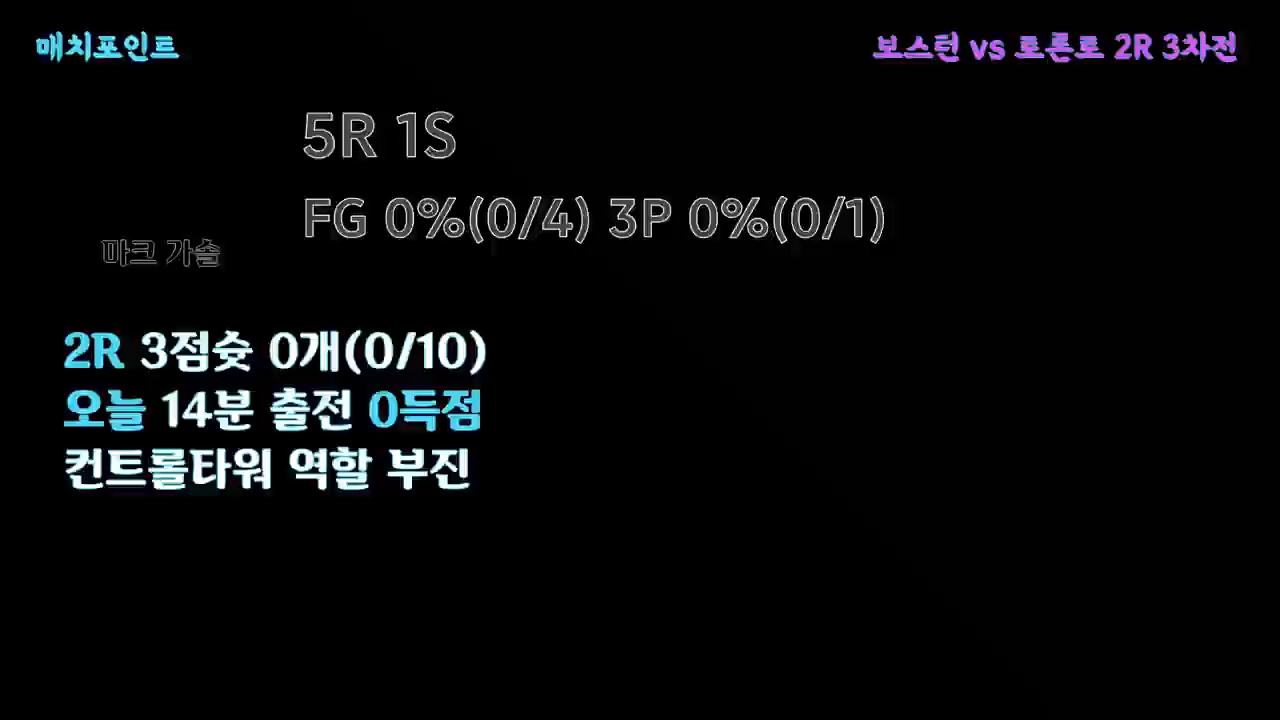 매치포인트
보스턴 vs 토론토 2R 3차전
5R 1S
FG 0%(0/4) 3P 0%(0/1)
마크 가솔
2R 3점슛 0개(0/10)
오늘 14분 출전 0득점
컨트롤타워 역할 부진